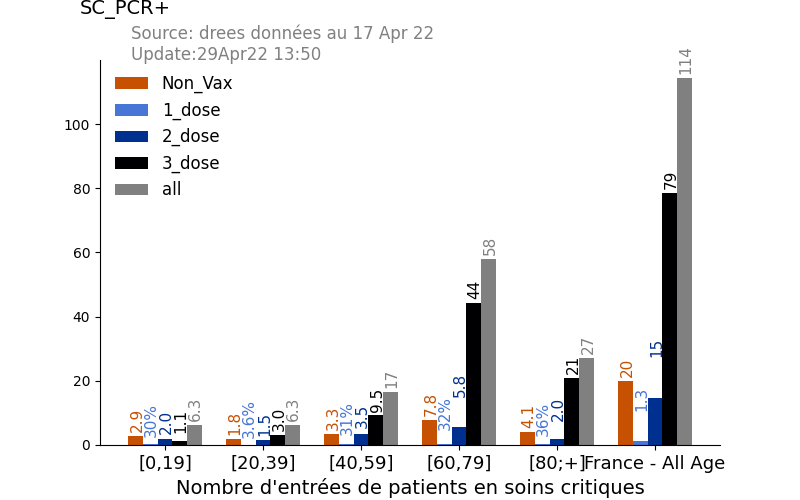 SC_PCR+
Source: drees données au 17 Apr 22
Update:29Apr22 13:50
Non_Vax
1_dose
2_dose
3_dose
all
100
80
60
40
20
0
2.9 30% 2.0 1.1 6.3
1.8 3.6% 1.5 3.0 6.3
3.3 31% 3.5 9.5 17
7.8 32% 5.8 44 58
4.1 36% 2.0 21 27
20 1.3 15 79 114
[0,19] [20,39] [40,59] [60,79] [80;+] France - All Age
Nombre d'entrées de patients en soins critiques